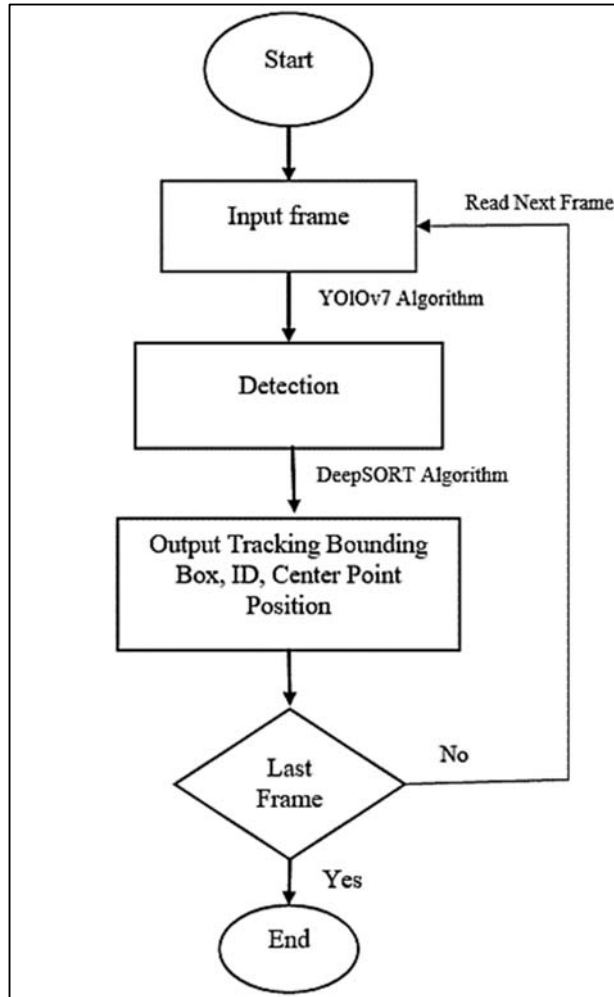 Start
Input frame
Read Next Frame
YOlOv7 Algorithm
Detection
DeepSORT Algorithm
Output Tracking Bounding
Box, ID, Center Point
Position
Last
Frame
No
Yes
End